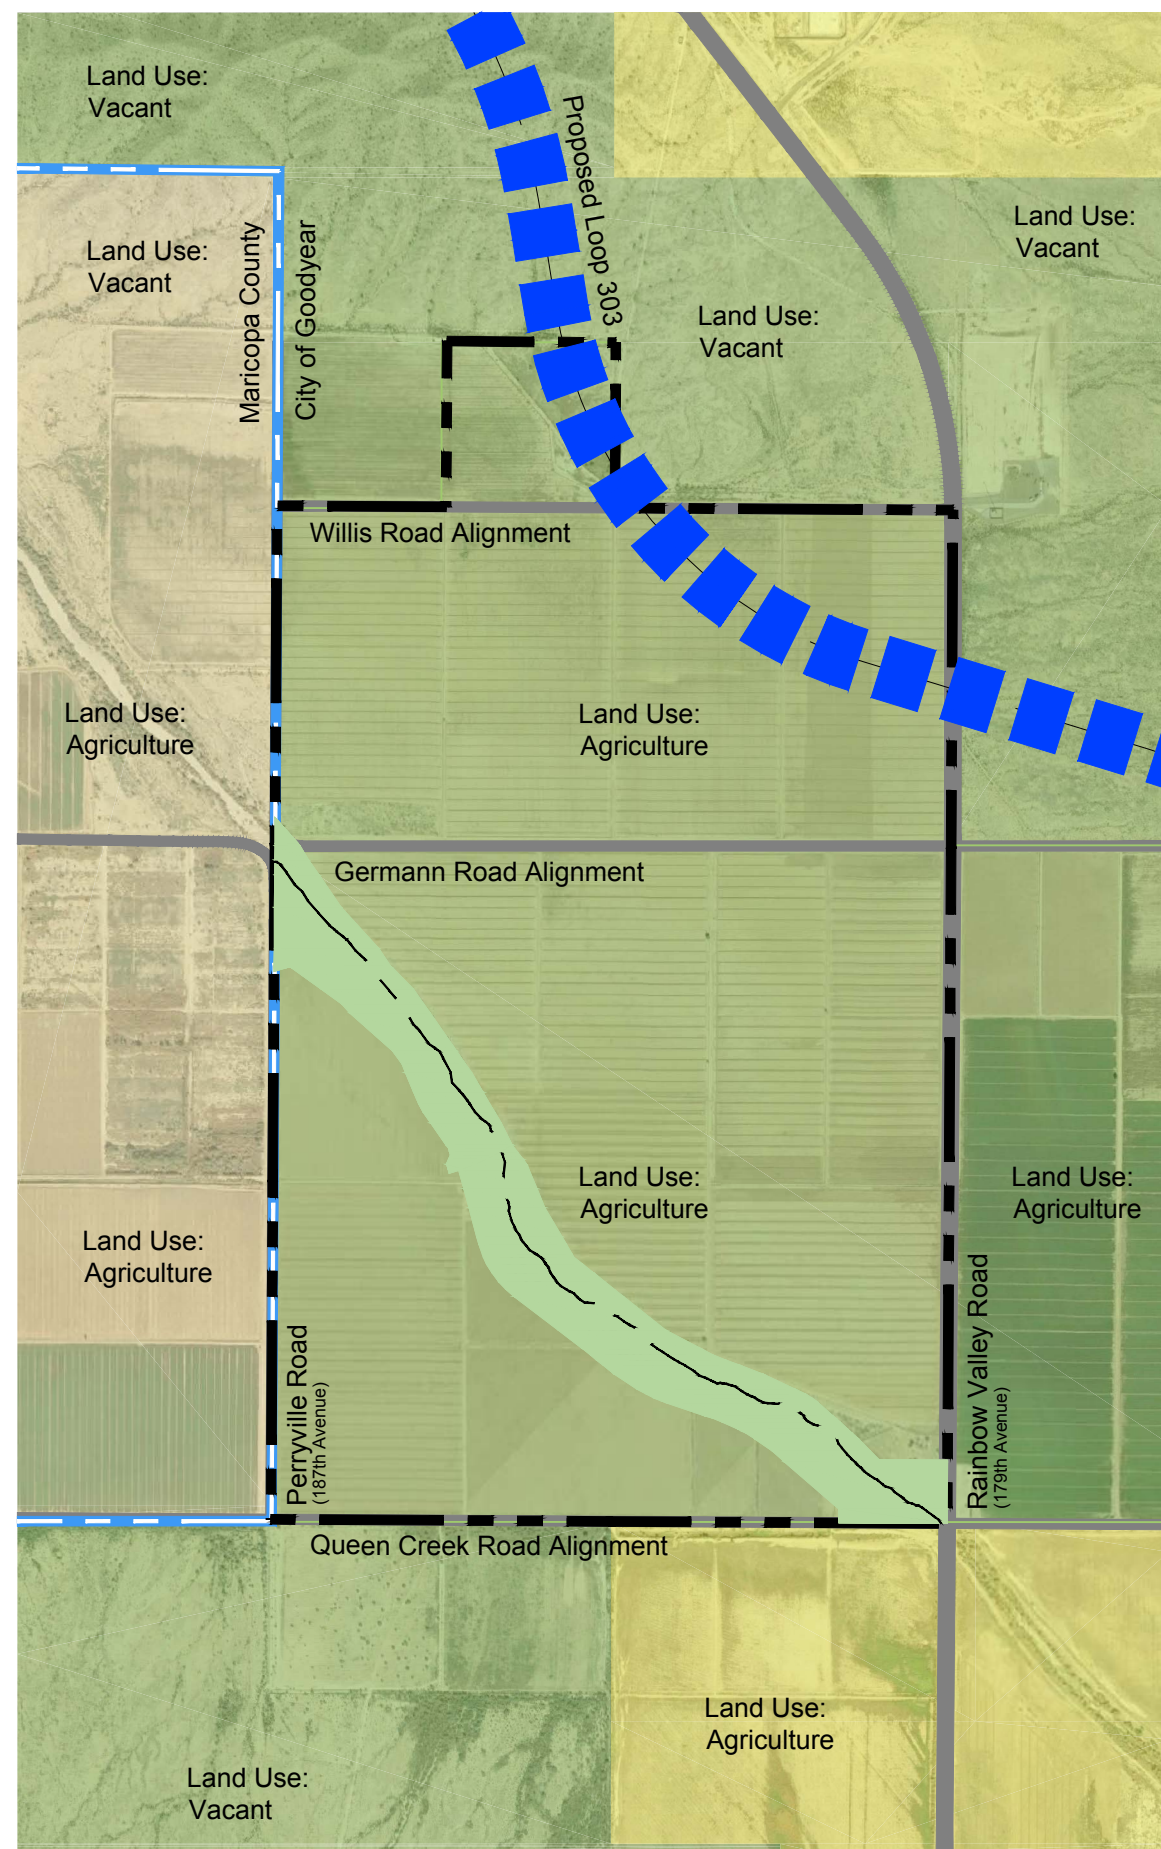 Land Use:
Vacant
Proposed Loop 303
Land Use:
Vacant
Land Use:
Vacant
Maricopa County
City of Goodyear
Land Use:
Vacant
Willis Road Alignment
Land Use:
Agriculture
Land Use:
Agriculture
Germann Road Alignment
Land Use:
Agriculture
Land Use:
Agriculture
Land Use:
Agriculture
Perryville Road
(187th Avenue)
Rainbow Valley Road
(179th Avenue)
Queen Creek Road Alignment
Land Use:
Agriculture
Land Use:
Vacant